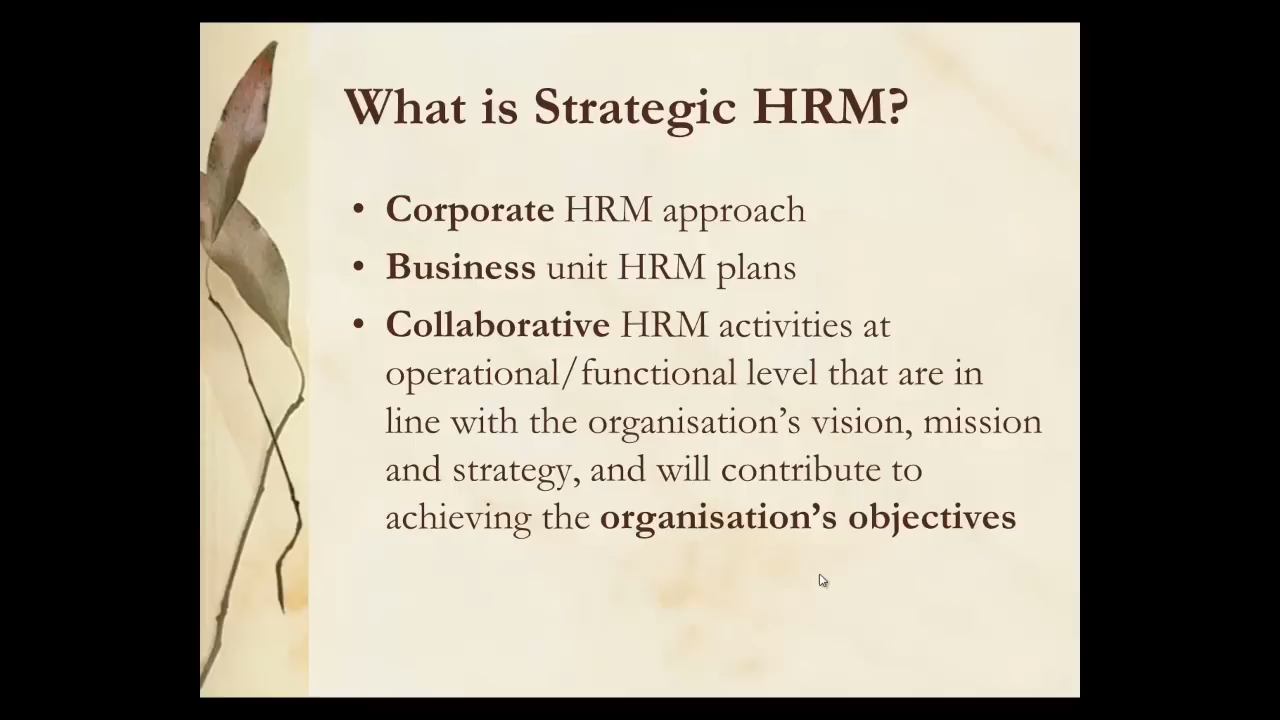 What is Strategic HRM?
• Corporate HRM approach
• Business unit HRM plans
• Collaborative HRM activities at
operational/functional level that are in
line with the organisation’s vision, mission
and strategy, and will contribute to
achieving the organisation’s objectives